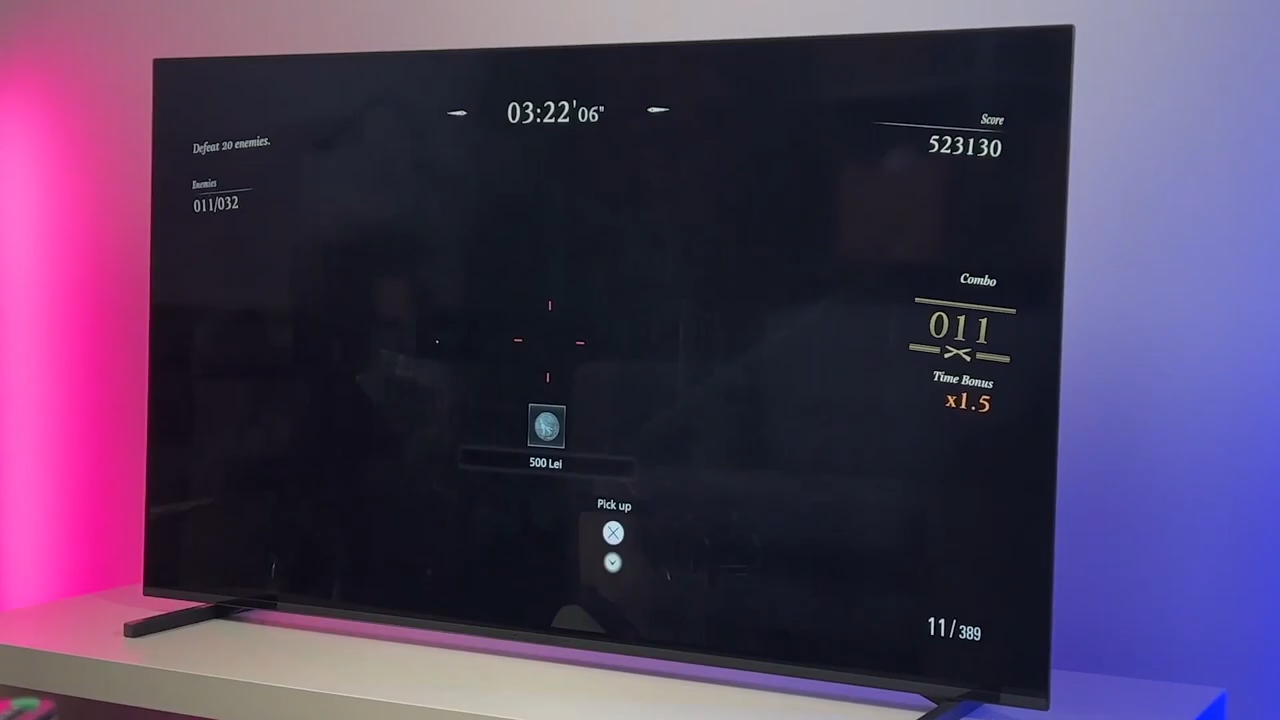 03:22'06"
Score
523130
Defeat 20 enemies.
Enemies
011/032
Combo
011
Time Bonus
x1.5
500 Lei
Pick up
11/389